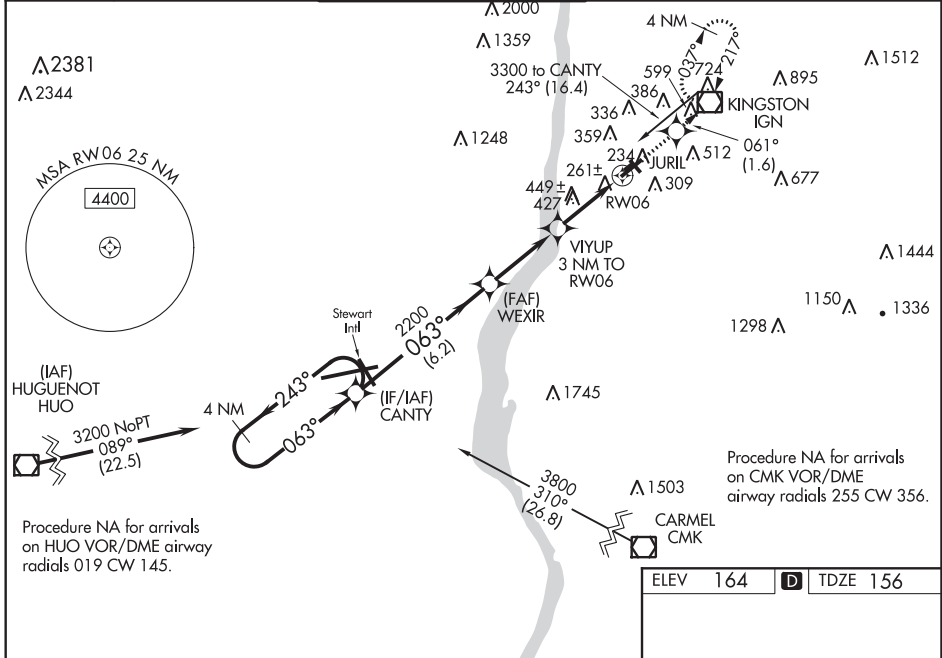 2000
4 NM
1359
2381
1512
3300 to CANTY
243° (16.4)
599
037°
724
217°
895
2344
386
336
KINGSTON
IGN
1248
359
061°
(1.6)
234
JURIL
512
MSA RW06 25 NM
4400
261±
449±
427
RW06
309
677
VIYUP
3 NM TO
RW06
1444
(FAF)
WEXIR
1150
1336
1298
Stewart
Intl
2200
063°
(6.2)
(IAF)
HUGUENOT
HUO
243°
4 NM
(IF/IAF)
CANTY
1745
3200 NoPT
089°
(22.5)
063°
Procedure NA for arrivals
on CMK VOR/DME
airway radials 255 CW 356.
3800
310°
(26.8)
1503
CARMEL
CMK
Procedure NA for arrivals
on HUO VOR/DME airway
radials 019 CW 145.
ELEV 164 D TDZE 156